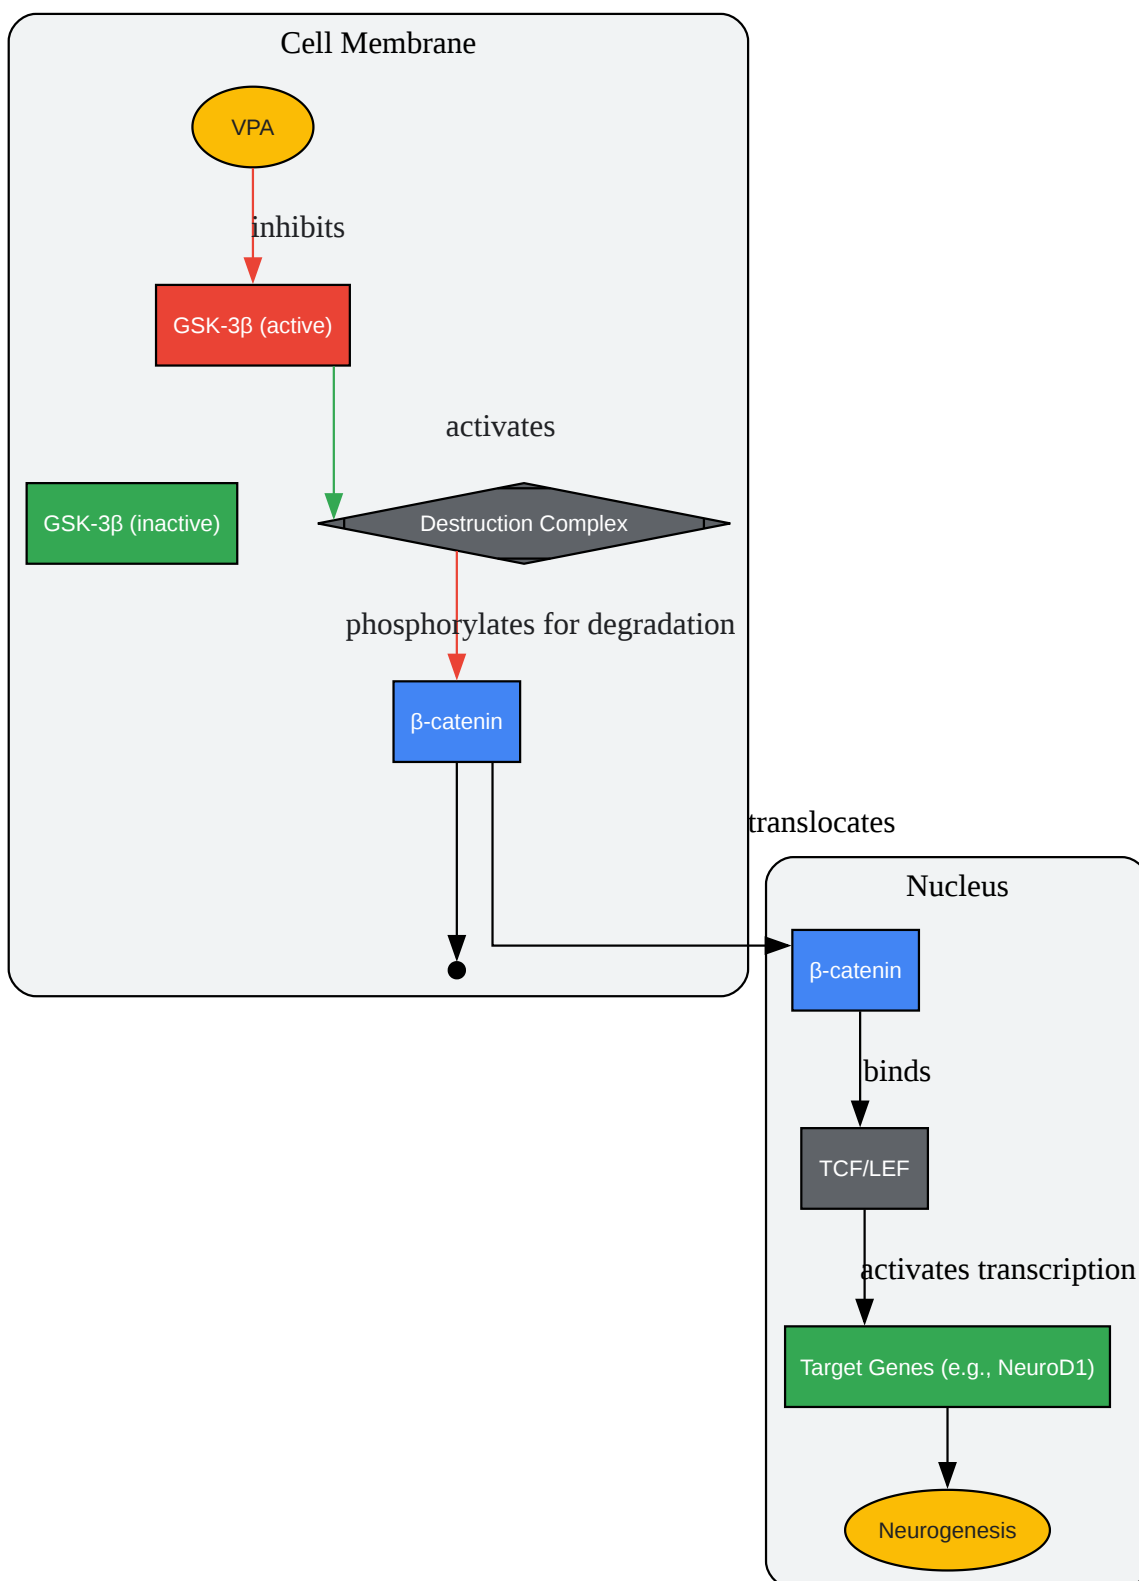 Cell Membrane
VPA
inhibits
GSK-3β (active)
activates
GSK-3β (inactive)
Destruction Complex
phosphorylates for degradation
β-catenin
translocates
Nucleus
β-catenin
binds
TCF/LEF
activates transcription
Target Genes (e.g., NeuroD1)
Neurogenesis